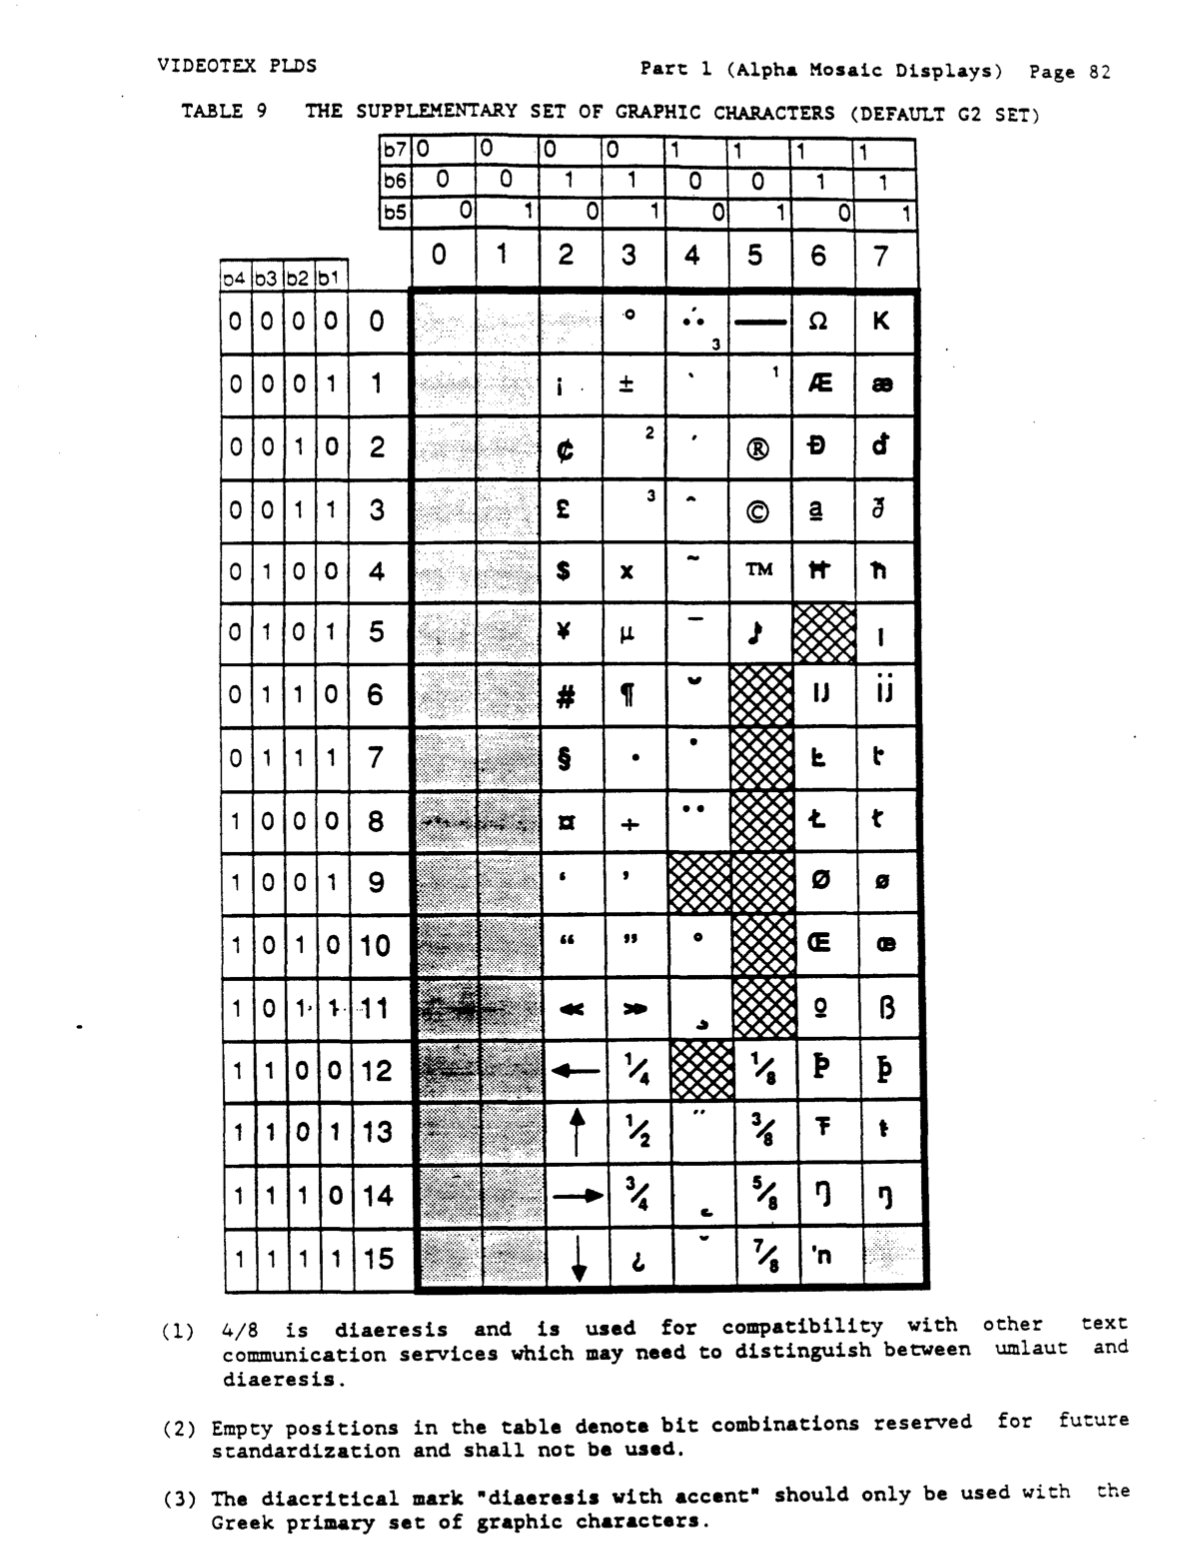 VIDEOTEX PLDS
Part 1 (Alpha Mosaic Displays) Page 82
TABLE 9 THE SUPPLEMENTARY SET OF GRAPHIC CHARACTERS (DEFAULT G2 SET)
b7 0 0 0 0 1 1 1 1
b6 0 0 1 1 0 0 1 1
b5 0 1 0 1 0 1 0 1
0 1 2 3 4 5 6 7
b4 b3 b2 b1
0 0 0 0 0 ° ∴ 3 — Ω K
0 0 0 1 1 ¡ ± ` 1 Æ æ
0 0 1 0 2 ¢ 2 ´ ® Đ đ
0 0 1 1 3 £ 3 ^ © a ð
0 1 0 0 4 $ x ~ TM Ħ ħ
0 1 0 1 5 ¥ µ ¯ ♪ ı
0 1 1 0 6 # ¶ ˘ IJ ij
0 1 1 1 7 § · ˙ Ŀ ŀ
1 0 0 0 8 ¤ ÷ ¨ Ł ł
1 0 0 1 9 ‘ ’ Ø ø
1 0 1 0 10 “ ” ° Œ œ
1 0 1 1 11 « » ¸ º ß
1 1 0 0 12 ← ¼ ⅛ Þ þ
1 1 0 1 13 ↑ ½ ˝ ⅜ Ŧ ŧ
1 1 1 0 14 → ¾ ˛ ⅝ Ŋ ŋ
1 1 1 1 15 ↓ ¿ ˇ ⅞ 'n
(1) 4/8 is diaeresis and is used for compatibility with other text
communication services which may need to distinguish between umlaut and
diaeresis.
(2) Empty positions in the table denote bit combinations reserved for future
standardization and shall not be used.
(3) The diacritical mark "diaeresis with accent" should only be used with the
Greek primary set of graphic characters.